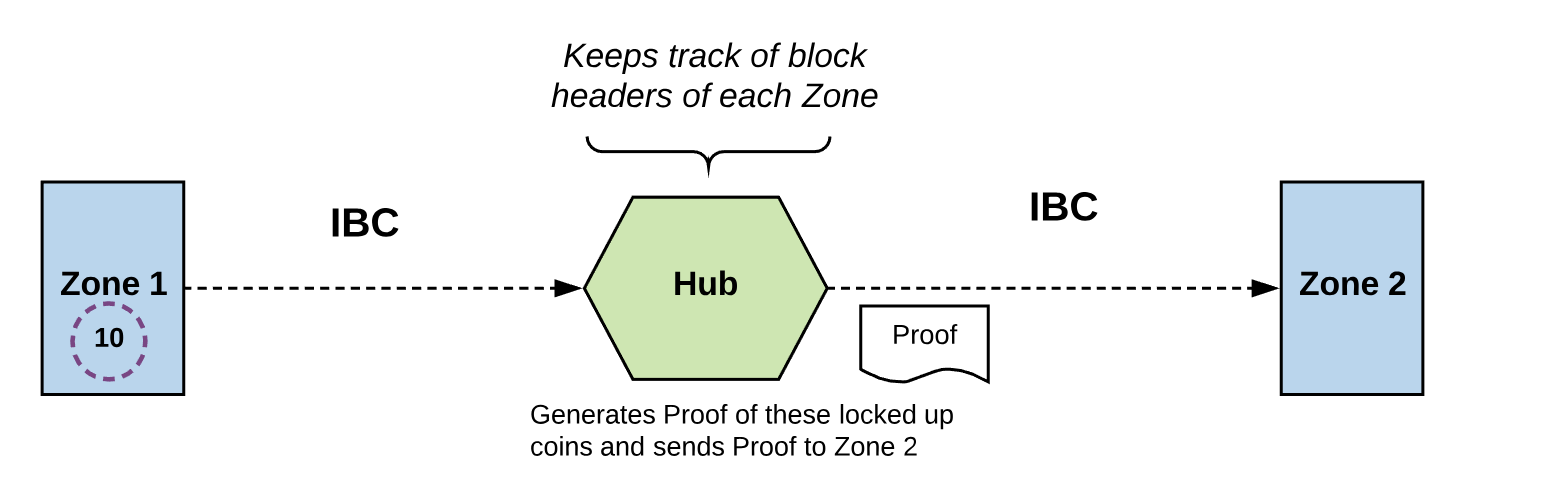 Keeps track of block
headers of each Zone
IBC
IBC
Zone 1
10
Hub
Zone 2
Proof
Generates Proof of these locked up
coins and sends Proof to Zone 2